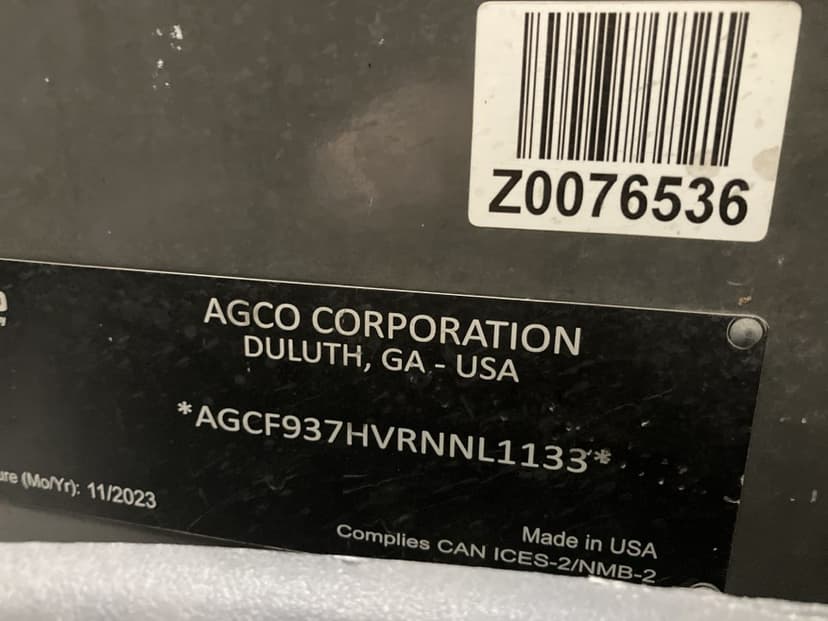 Z0076536
AGCO CORPORATION
DULUTH, GA - USA
*AGCF937HVRNNL1133*
(Mo/Yr): 11/2023
Made in USA
Complies CAN ICES-2/NMB-2